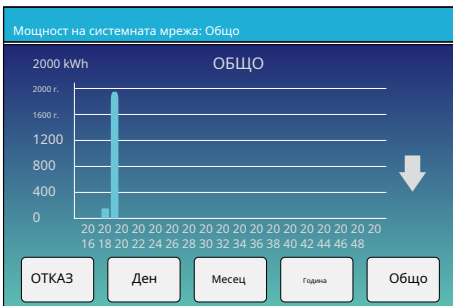 Мощност на системната мрежа: Общо
2000 kWh
ОБЩО
2000 г.
1600 г.
1200
800
400
0
20 20 20 20 20 20 20 20 20 20 20 20 20 20 20 20 20
16 18 20 22 24 26 28 30 32 34 36 38 40 42 44 46 48
ОТКАЗ
Ден
Месец
Година
Общо